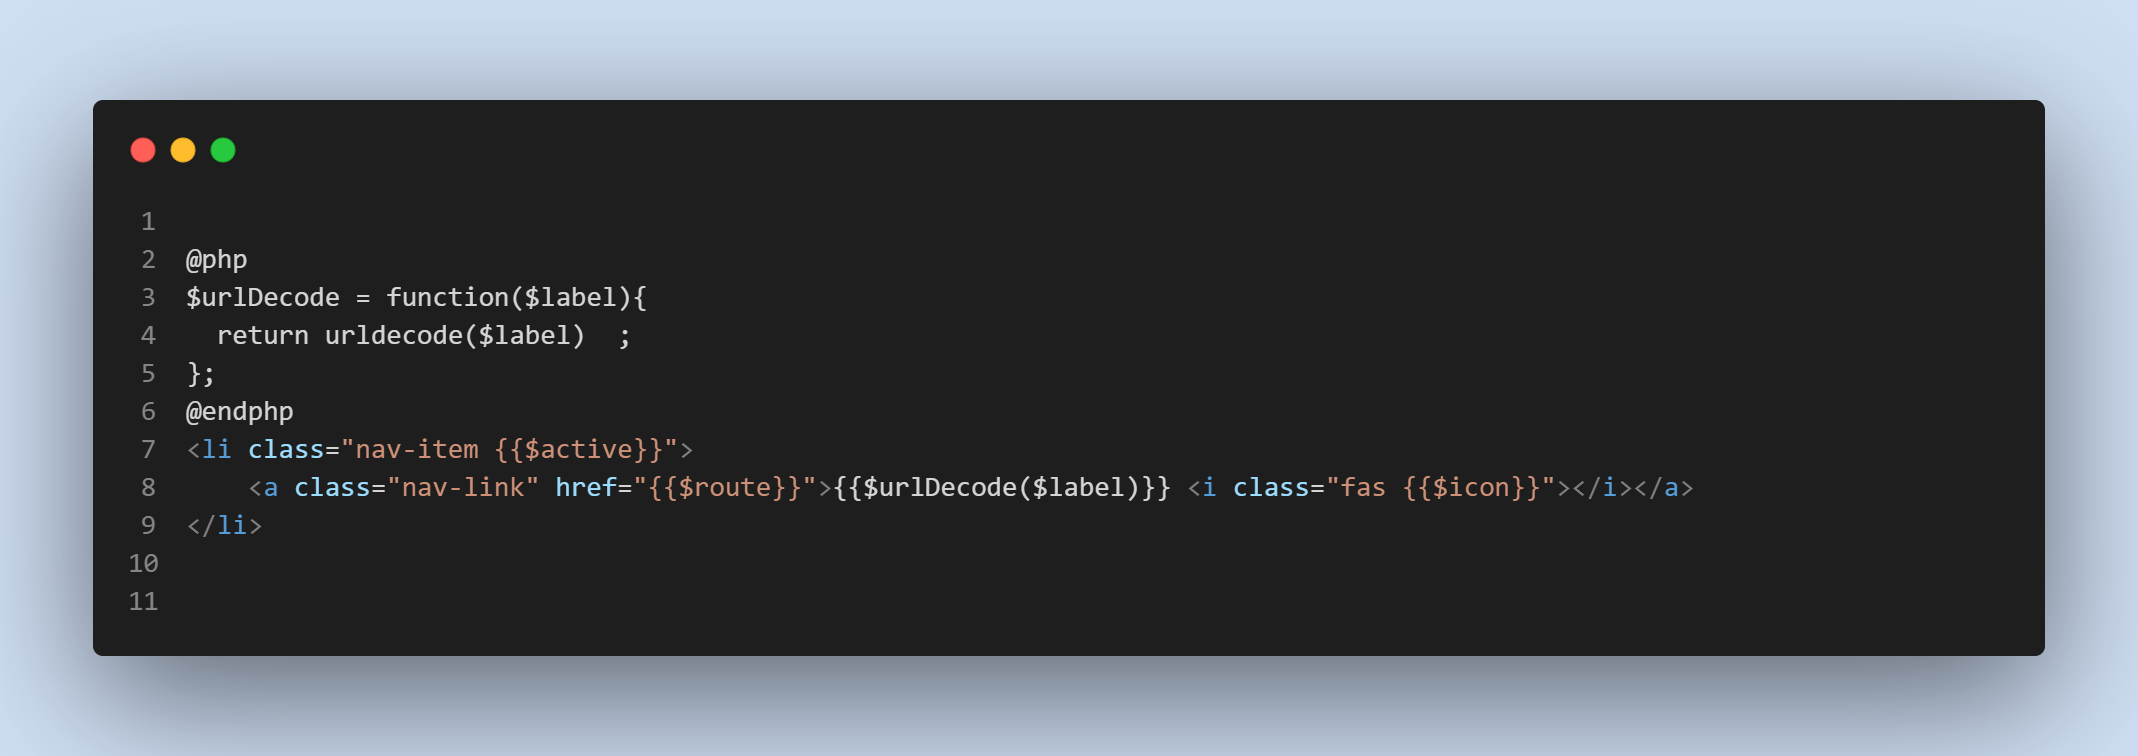 1
2 @php
3 $urlDecode = function($label){
4   return urldecode($label)  ;
5 };
6 @endphp
7 <li class="nav-item {{$active}}">
8     <a class="nav-link" href="{{$route}}">{{$urlDecode($label)}} <i class="fas {{$icon}}"></i></a>
9 </li>
10
11